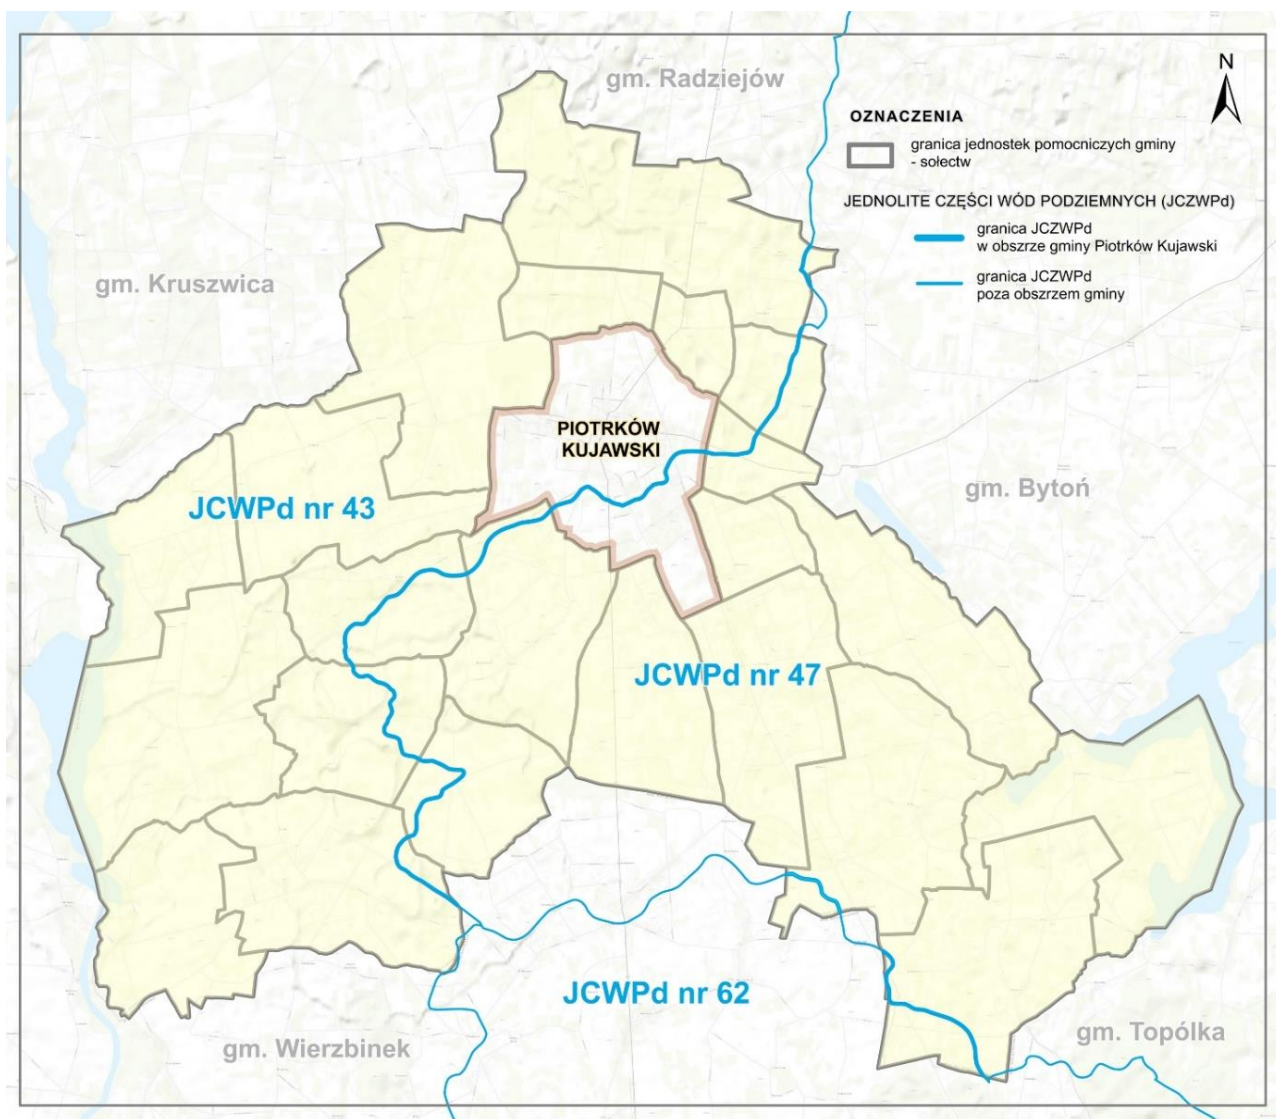 gm. Radziejów
N
OZNACZENIA
granica jednostek pomocniczych gminy
- sołectw
JEDNOLITE CZĘŚCI WÓD PODZIEMNYCH (JCZWPd)
granica JCZWPd
w obszrze gminy Piotrków Kujawski
granica JCZWPd
poza obszrzem gminy
gm. Kruszwica
PIOTRKÓW
KUJAWSKI
JCWPd nr 43
gm. Bytoń
JCWPd nr 47
JCWPd nr 62
gm. Wierzbinek
gm. Topólka